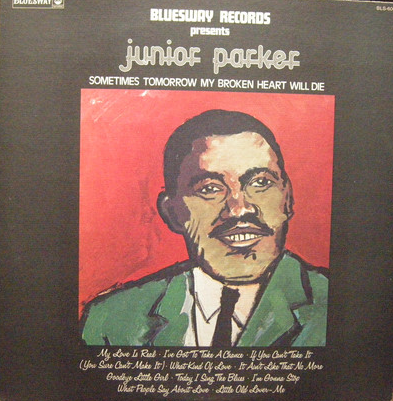 BLUESWAY
BLS-60
BLUESWAY RECORDS
presents
junior parker
SOMETIMES TOMORROW MY BROKEN HEART WILL DIE
My Love Is Real · I've Got To Take A Chance · If You Can't Take It
(You Sure Can't Make It) · What Kind Of Love · It Ain't Like That No More
Goodbye Little Girl · Today I Sing The Blues · I'm Gonna Stop
What People Say About Love · Little Old Lover-Me